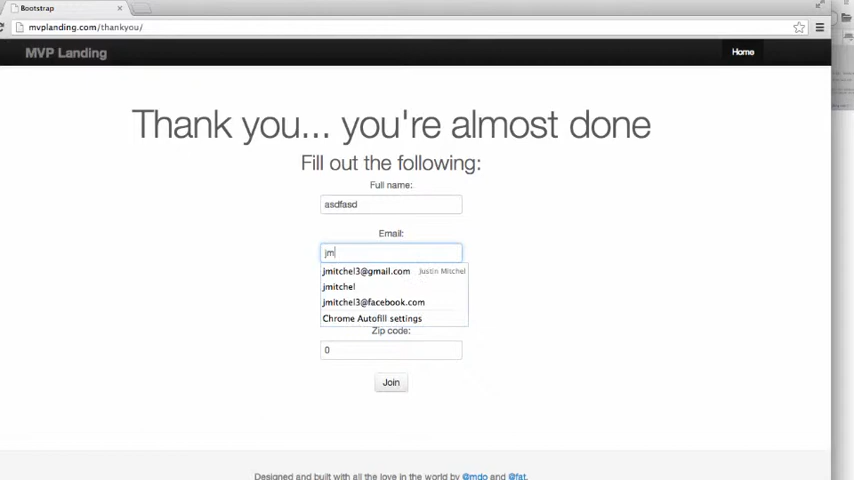 Bootstrap
mvplanding.com/thankyou/
MVP Landing
Home
Thank you... you're almost done
Fill out the following:
Full name:
asdfasd
Email:
jm
jmitchel3@gmail.com Justin Mitchel
jmitchel
jmitchel3@facebook.com
Chrome Autofill settings
Zip code:
0
Join
Designed and built with all the love in the world by @mdo and @fat.